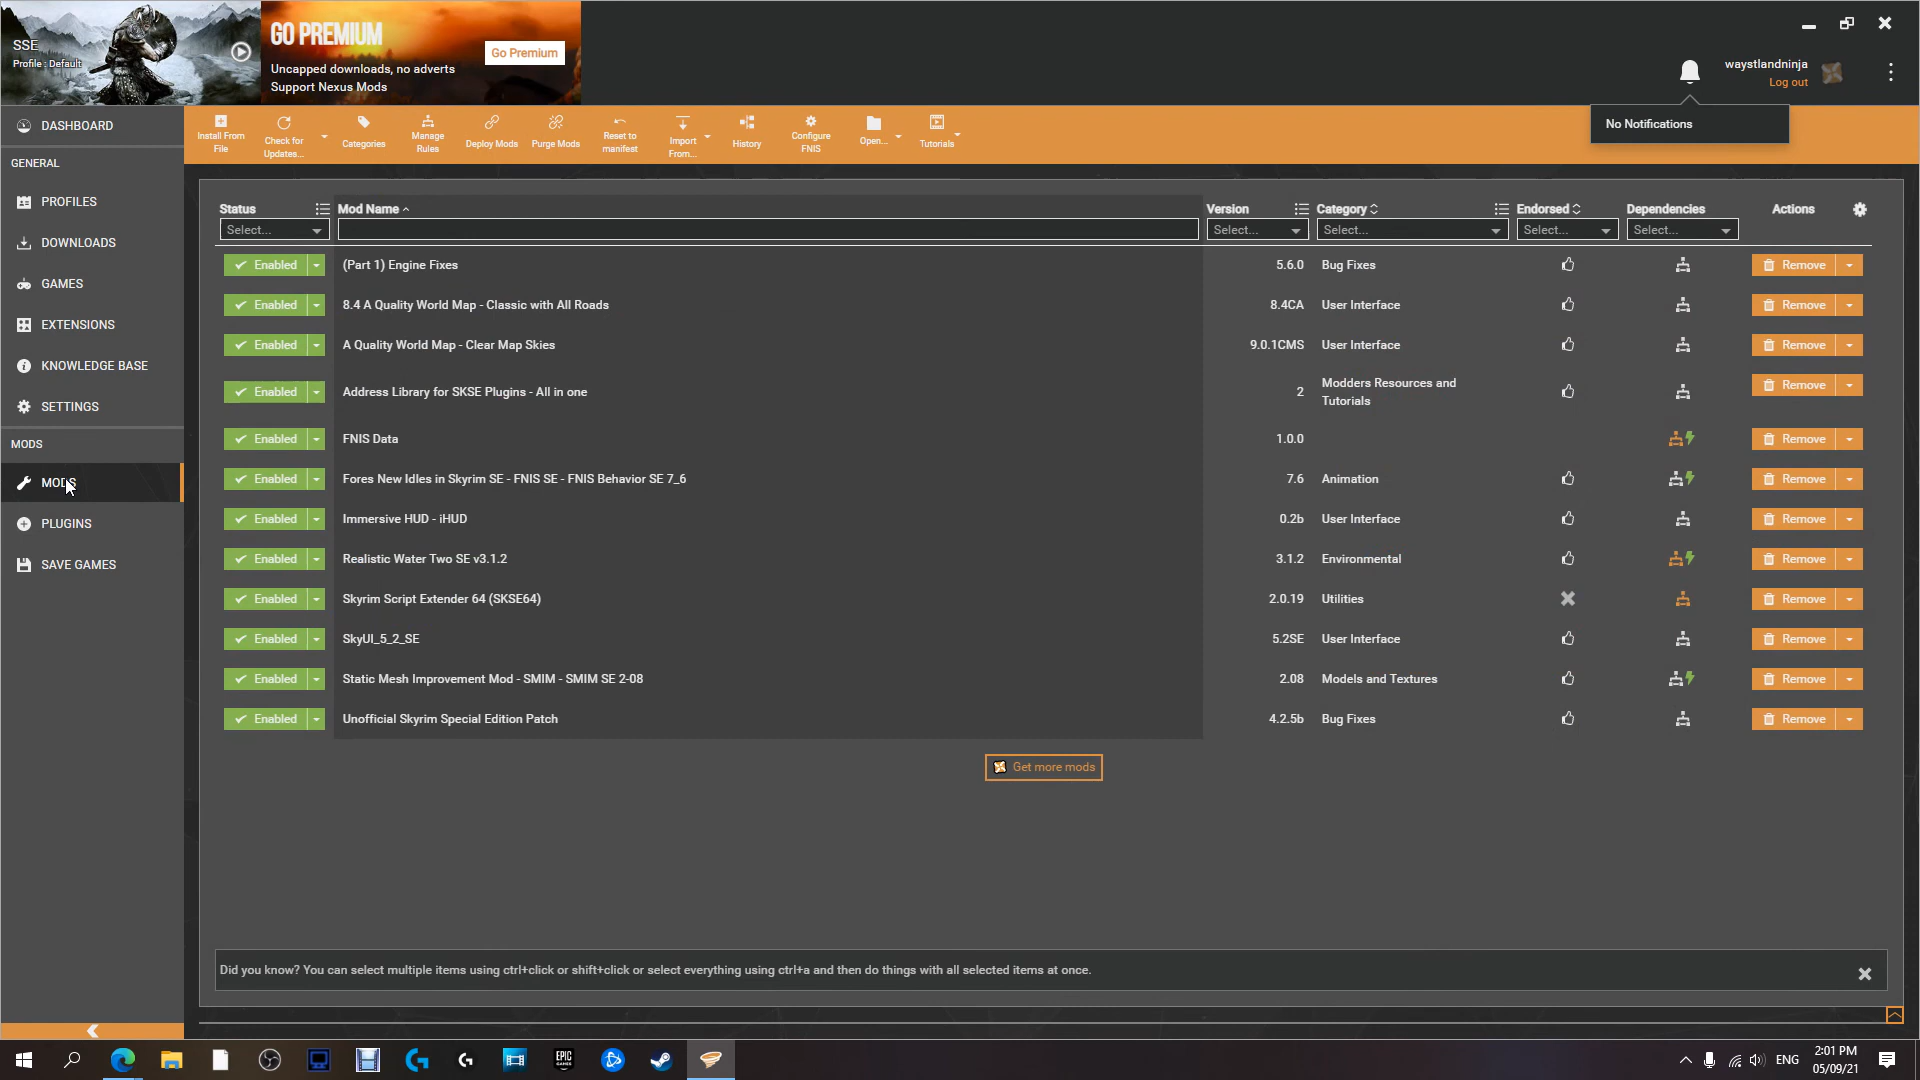 SSE
Profile : Default
GO PREMIUM
Uncapped downloads, no adverts
Support Nexus Mods
Go Premium
waystlandninja
Log out
No Notifications
DASHBOARD
GENERAL
PROFILES
DOWNLOADS
GAMES
EXTENSIONS
KNOWLEDGE BASE
SETTINGS
MODS
MODS
PLUGINS
SAVE GAMES
Install From
File
Check for
Updates...
Categories
Manage
Rules
Deploy Mods
Purge Mods
Reset to
manifest
Import
From...
History
Configure
FNIS
Open...
Tutorials
Status Mod Name Version Category Endorsed Dependencies Actions
Select... Select... Select... Select... Select...
Enabled (Part 1) Engine Fixes 5.6.0 Bug Fixes Remove
Enabled 8.4 A Quality World Map - Classic with All Roads 8.4CA User Interface Remove
Enabled A Quality World Map - Clear Map Skies 9.0.1CMS User Interface Remove
Enabled Address Library for SKSE Plugins - All in one 2 Modders Resources and
Tutorials Remove
Enabled FNIS Data 1.0.0 Remove
Enabled Fores New Idles in Skyrim SE - FNIS SE - FNIS Behavior SE 7_6 7.6 Animation Remove
Enabled Immersive HUD - iHUD 0.2b User Interface Remove
Enabled Realistic Water Two SE v3.1.2 3.1.2 Environmental Remove
Enabled Skyrim Script Extender 64 (SKSE64) 2.0.19 Utilities Remove
Enabled SkyUI_5_2_SE 5.2SE User Interface Remove
Enabled Static Mesh Improvement Mod - SMIM - SMIM SE 2-08 2.08 Models and Textures Remove
Enabled Unofficial Skyrim Special Edition Patch 4.2.5b Bug Fixes Remove
Get more mods
Did you know? You can select multiple items using ctrl+click or shift+click or select everything using ctrl+a and then do things with all selected items at once.
EPIC
GAMES
ENG
2:01 PM
05/09/21